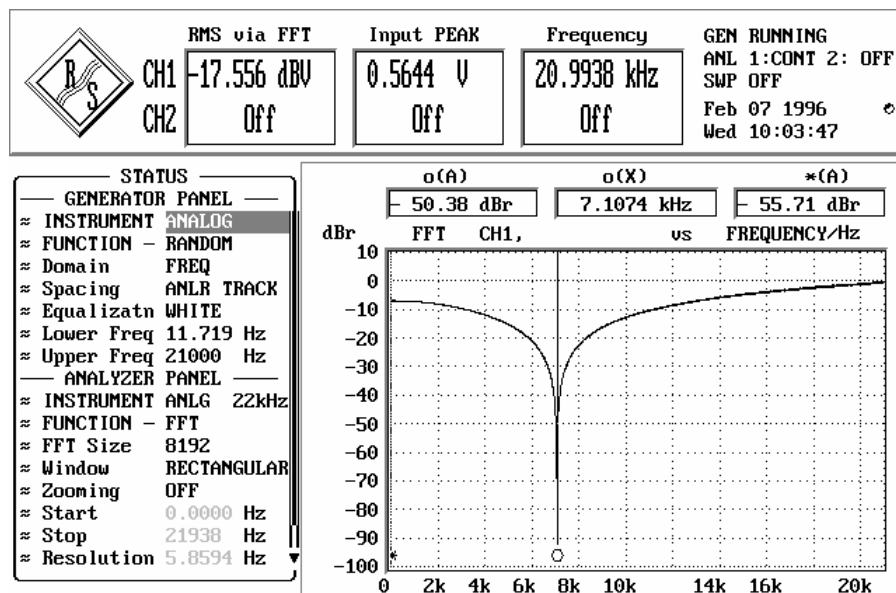 RMS via FFT Input PEAK Frequency
CH1 -17.556 dBV 0.5644 V 20.9938 kHz
CH2 Off Off Off
GEN RUNNING
ANL 1:CONT 2: OFF
SWP OFF
Feb 07 1996
Wed 10:03:47
R S
STATUS
GENERATOR PANEL
≈ INSTRUMENT ANALOG
≈ FUNCTION - RANDOM
≈ Domain FREQ
≈ Spacing ANLR TRACK
≈ Equalizatn WHITE
≈ Lower Freq 11.719 Hz
≈ Upper Freq 21000 Hz
ANALYZER PANEL
≈ INSTRUMENT ANLG 22kHz
≈ FUNCTION - FFT
≈ FFT Size 8192
≈ Window RECTANGULAR
≈ Zooming OFF
≈ Start 0.0000 Hz
≈ Stop 21938 Hz
≈ Resolution 5.8594 Hz
o(A) o(X) *(A)
- 50.38 dBr 7.1074 kHz - 55.71 dBr
dBr FFT CH1, vs FREQUENCY/Hz
10
0
-10
-20
-30
-40
-50
-60
-70
-80
-90
-100
0 2k 4k 6k 8k 10k 14k 16k 20k